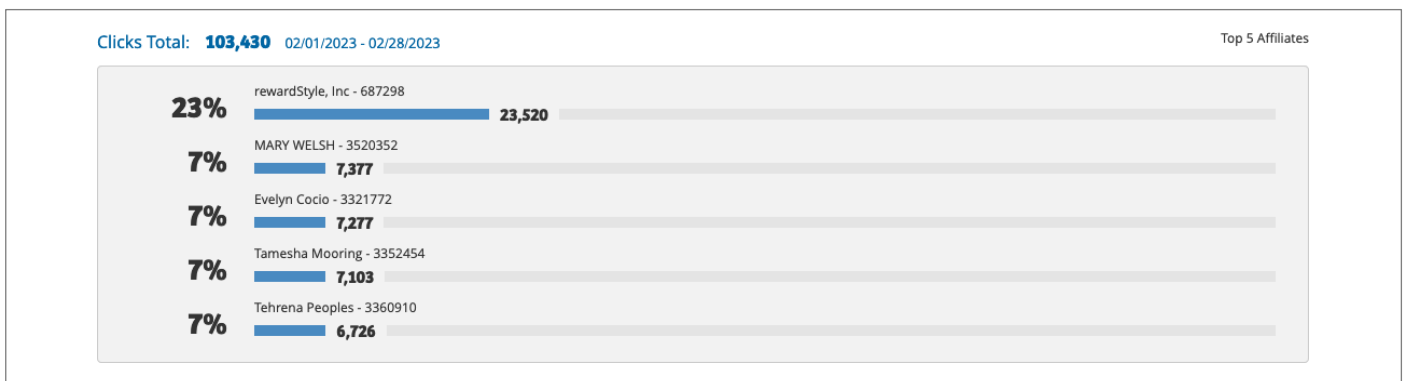 Clicks Total: 103,430 02/01/2023 - 02/28/2023 Top 5 Affiliates
rewardStyle, Inc - 687298
23% 23,520
MARY WELSH - 3520352
7% 7,377
Evelyn Cocio - 3321772
7% 7,277
Tamesha Mooring - 3352454
7% 7,103
Tehrena Peoples - 3360910
7% 6,726